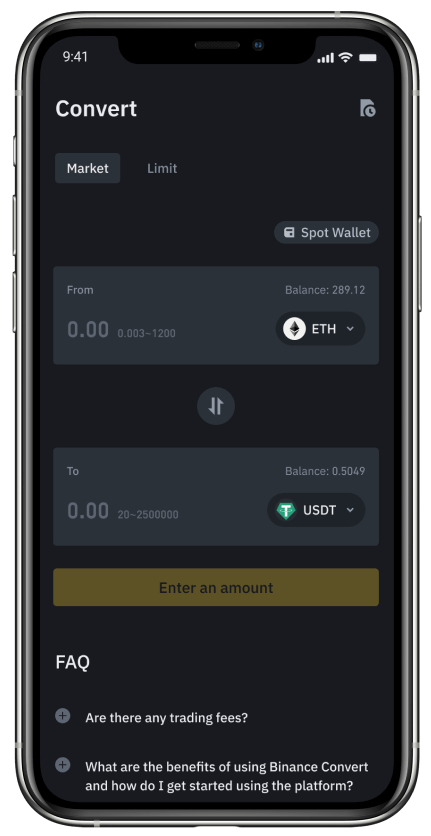 9:41
Convert
Market Limit
Spot Wallet
From Balance: 289.12
0.00 0.003~1200 ETH
To Balance: 0.5049
0.00 20~2500000 USDT
Enter an amount
FAQ
Are there any trading fees?
What are the benefits of using Binance Convert
and how do I get started using the platform?